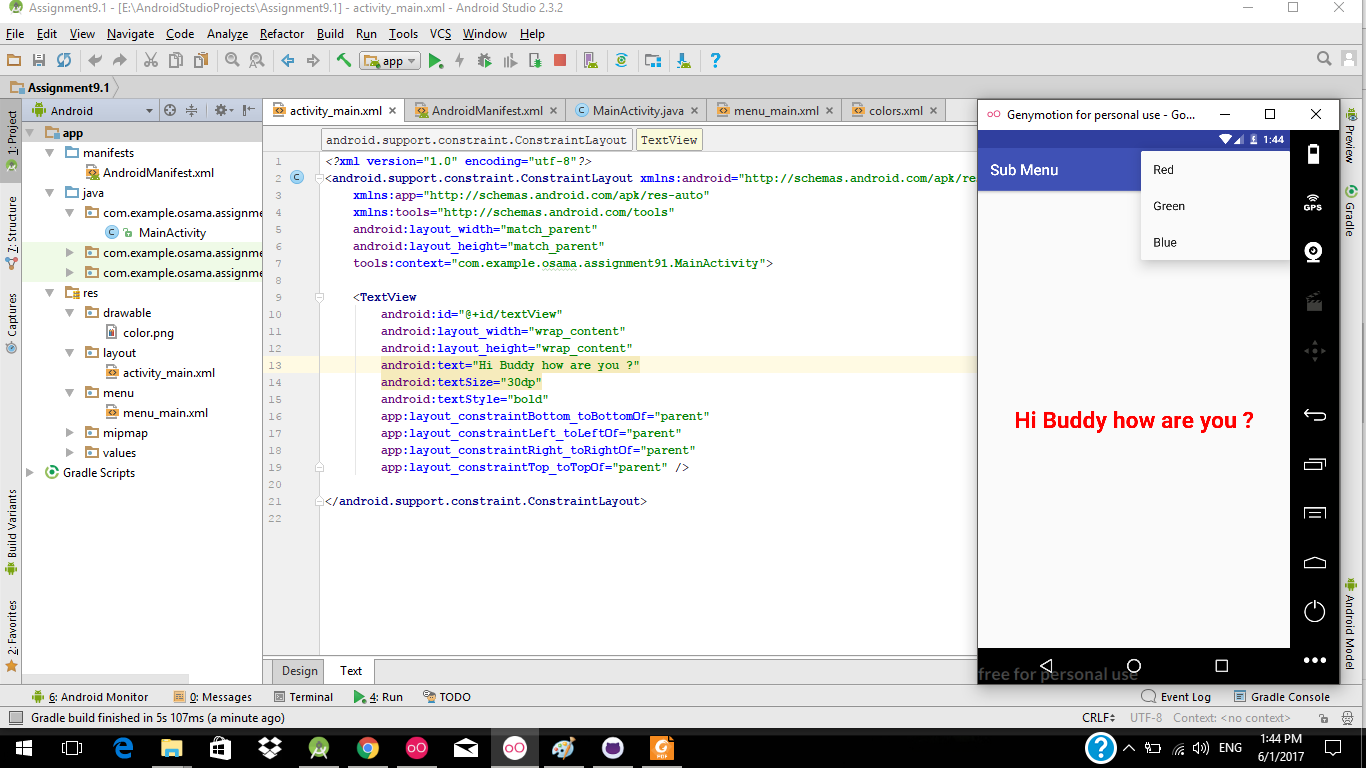 Assignment9.1 - [E:\AndroidStudioProjects\Assignment9.1] - activity_main.xml - Android Studio 2.3.2
File Edit View Navigate Code Analyze Refactor Build Run Tools VCS Window Help
app
Assignment9.1
1: Project
7: Structure
Captures
Build Variants
2: Favorites
Android
app
manifests
AndroidManifest.xml
java
com.example.osama.assignme
MainActivity
com.example.osama.assignme
com.example.osama.assignme
res
drawable
color.png
layout
activity_main.xml
menu
menu_main.xml
mipmap
values
Gradle Scripts
activity_main.xml AndroidManifest.xml MainActivity.java menu_main.xml colors.xml
android.support.constraint.ConstraintLayout TextView
1 <?xml version="1.0" encoding="utf-8"?>
2 <android.support.constraint.ConstraintLayout xmlns:android="http://schemas.android.com/apk/res
3 xmlns:app="http://schemas.android.com/apk/res-auto"
4 xmlns:tools="http://schemas.android.com/tools"
5 android:layout_width="match_parent"
6 android:layout_height="match_parent"
7 tools:context="com.example.osama.assignment91.MainActivity">
8
9 <TextView
10 android:id="@+id/textView"
11 android:layout_width="wrap_content"
12 android:layout_height="wrap_content"
13 android:text="Hi Buddy how are you ?"
14 android:textSize="30dp"
15 android:textStyle="bold"
16 app:layout_constraintBottom_toBottomOf="parent"
17 app:layout_constraintLeft_toLeftOf="parent"
18 app:layout_constraintRight_toRightOf="parent"
19 app:layout_constraintTop_toTopOf="parent" />
20
21 </android.support.constraint.ConstraintLayout>
22
Design Text
Genymotion for personal use - Go...
1:44
Sub Menu
Red
Green
Blue
GPS
Hi Buddy how are you ?
free for personal use
Preview
Gradle
Android Model
6: Android Monitor 0: Messages Terminal 4: Run TODO Event Log Gradle Console
Gradle build finished in 5s 107ms (a minute ago) CRLF UTF-8 Context: <no context>
PDF
ENG
1:44 PM
6/1/2017